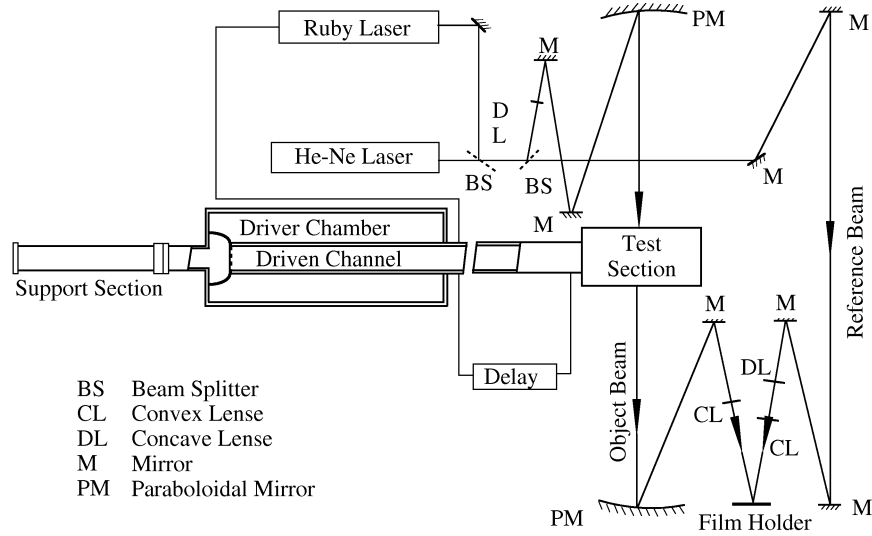 Ruby Laser
PM
M
M
D
L
He-Ne Laser
BS
BS
M
M
Driver Chamber
Driven Channel
Test
Section
Support Section
Reference Beam
M
M
DL
Delay
Object Beam
CL
CL
BS Beam Splitter
CL Convex Lense
DL Concave Lense
M Mirror
PM Paraboloidal Mirror
PM
Film Holder
M